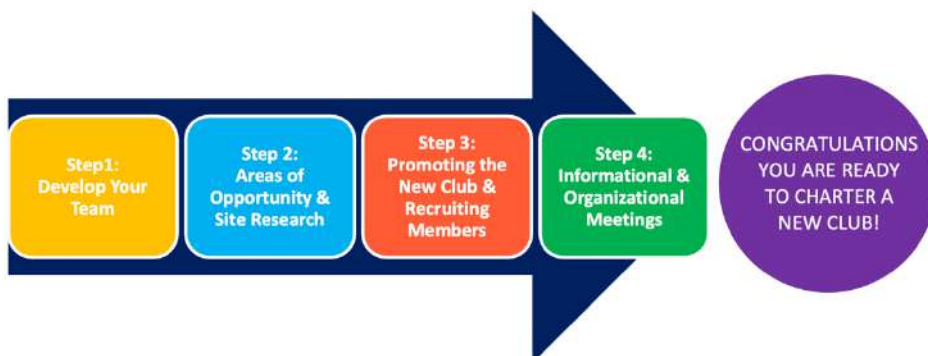 Step1:
Develop Your
Team
Step 2:
Areas of
Opportunity &
Site Research
Step 3:
Promoting the
New Club &
Recruiting
Members
Step 4:
Informational &
Organizational
Meetings
CONGRATULATIONS
YOU ARE READY
TO CHARTER A
NEW CLUB!